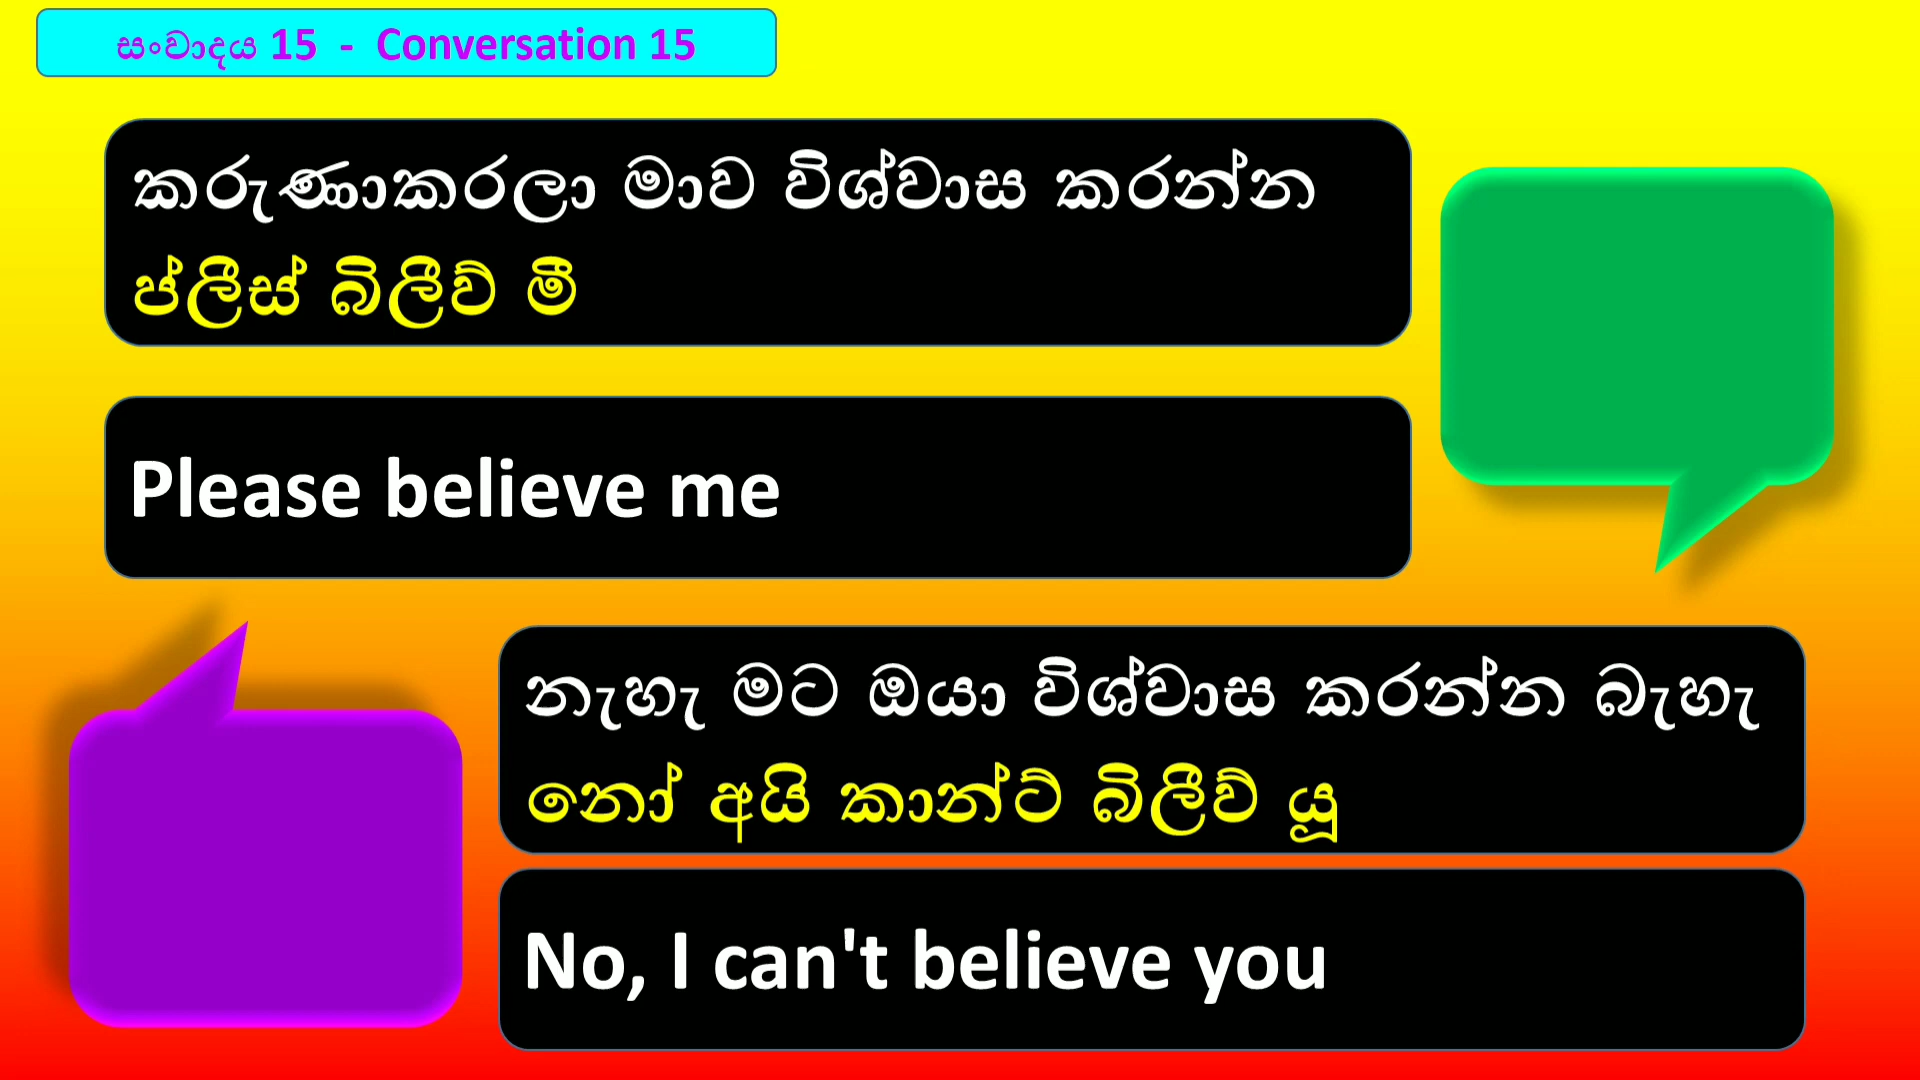 සංවාදය 15 - Conversation 15
කරුණාකරලා මාව විශ්වාස කරන්න
ප්ලීස් බිලීව් මී
Please believe me
නැහැ මට ඔයා විශ්වාස කරන්න බැහැ
නෝ අයි කාන්ට් බිලීව් යූ
No, I can't believe you